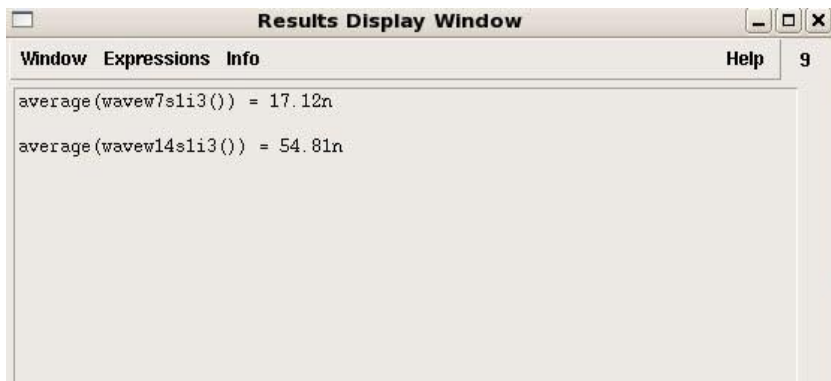 Results Display Window
Window Expressions Info Help 9
average(wavew7s1i3()) = 17.12n
average(wavew14s1i3()) = 54.81n